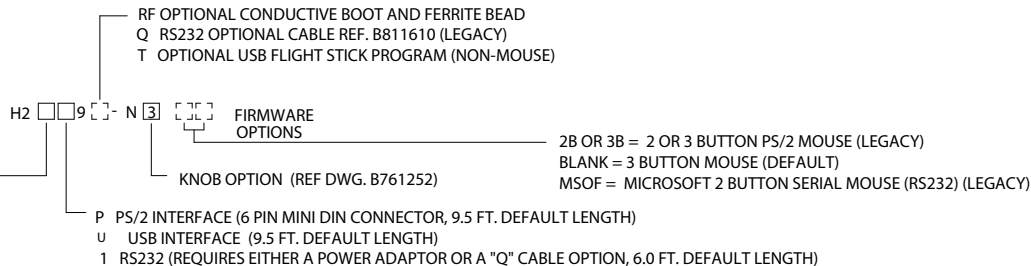 RF OPTIONAL CONDUCTIVE BOOT AND FERRITE BEAD
Q RS232 OPTIONAL CABLE REF. B811610 (LEGACY)
T OPTIONAL USB FLIGHT STICK PROGRAM (NON-MOUSE)
H2 9 - N 3 FIRMWARE
OPTIONS
2B OR 3B = 2 OR 3 BUTTON PS/2 MOUSE (LEGACY)
BLANK = 3 BUTTON MOUSE (DEFAULT)
KNOB OPTION (REF DWG. B761252)
MSOF = MICROSOFT 2 BUTTON SERIAL MOUSE (RS232) (LEGACY)
P PS/2 INTERFACE (6 PIN MINI DIN CONNECTOR, 9.5 FT. DEFAULT LENGTH)
U USB INTERFACE (9.5 FT. DEFAULT LENGTH)
1 RS232 (REQUIRES EITHER A POWER ADAPTOR OR A "Q" CABLE OPTION, 6.0 FT. DEFAULT LENGTH)